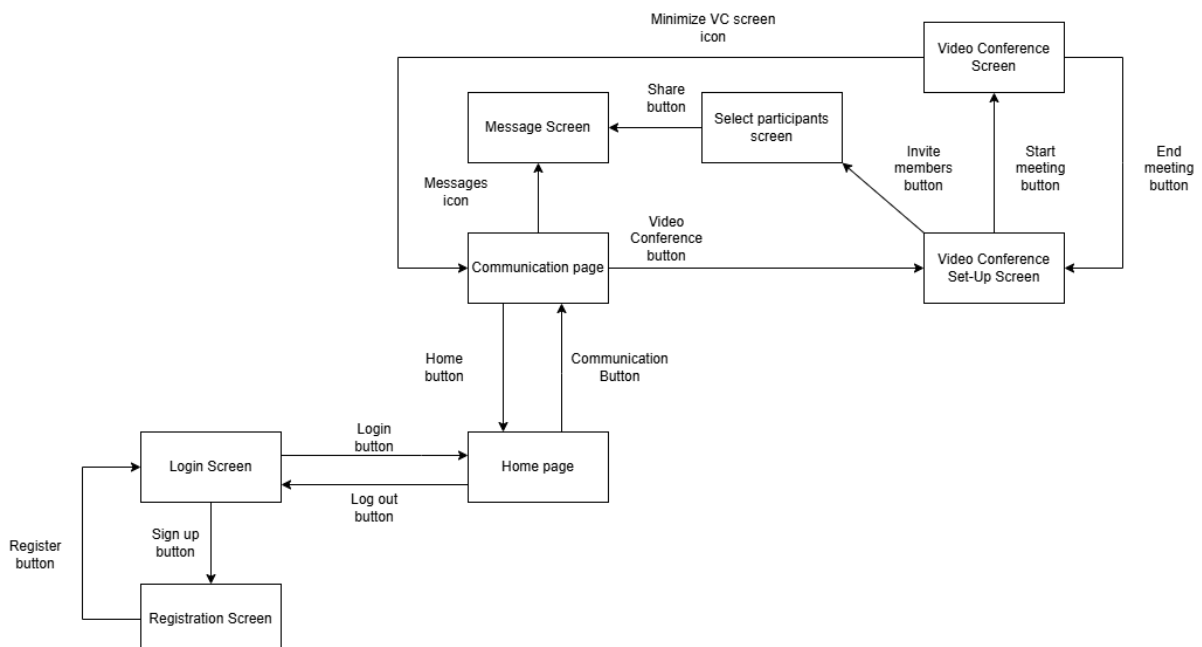 Minimize VC screen
icon
Video Conference
Screen
Share
button
Message Screen
Select participants
screen
Invite
members
button
Start
meeting
button
End
meeting
button
Messages
icon
Video
Conference
button
Communication page
Video Conference
Set-Up Screen
Home
button
Communication
Button
Login
button
Login Screen
Home page
Log out
button
Sign up
button
Register
button
Registration Screen